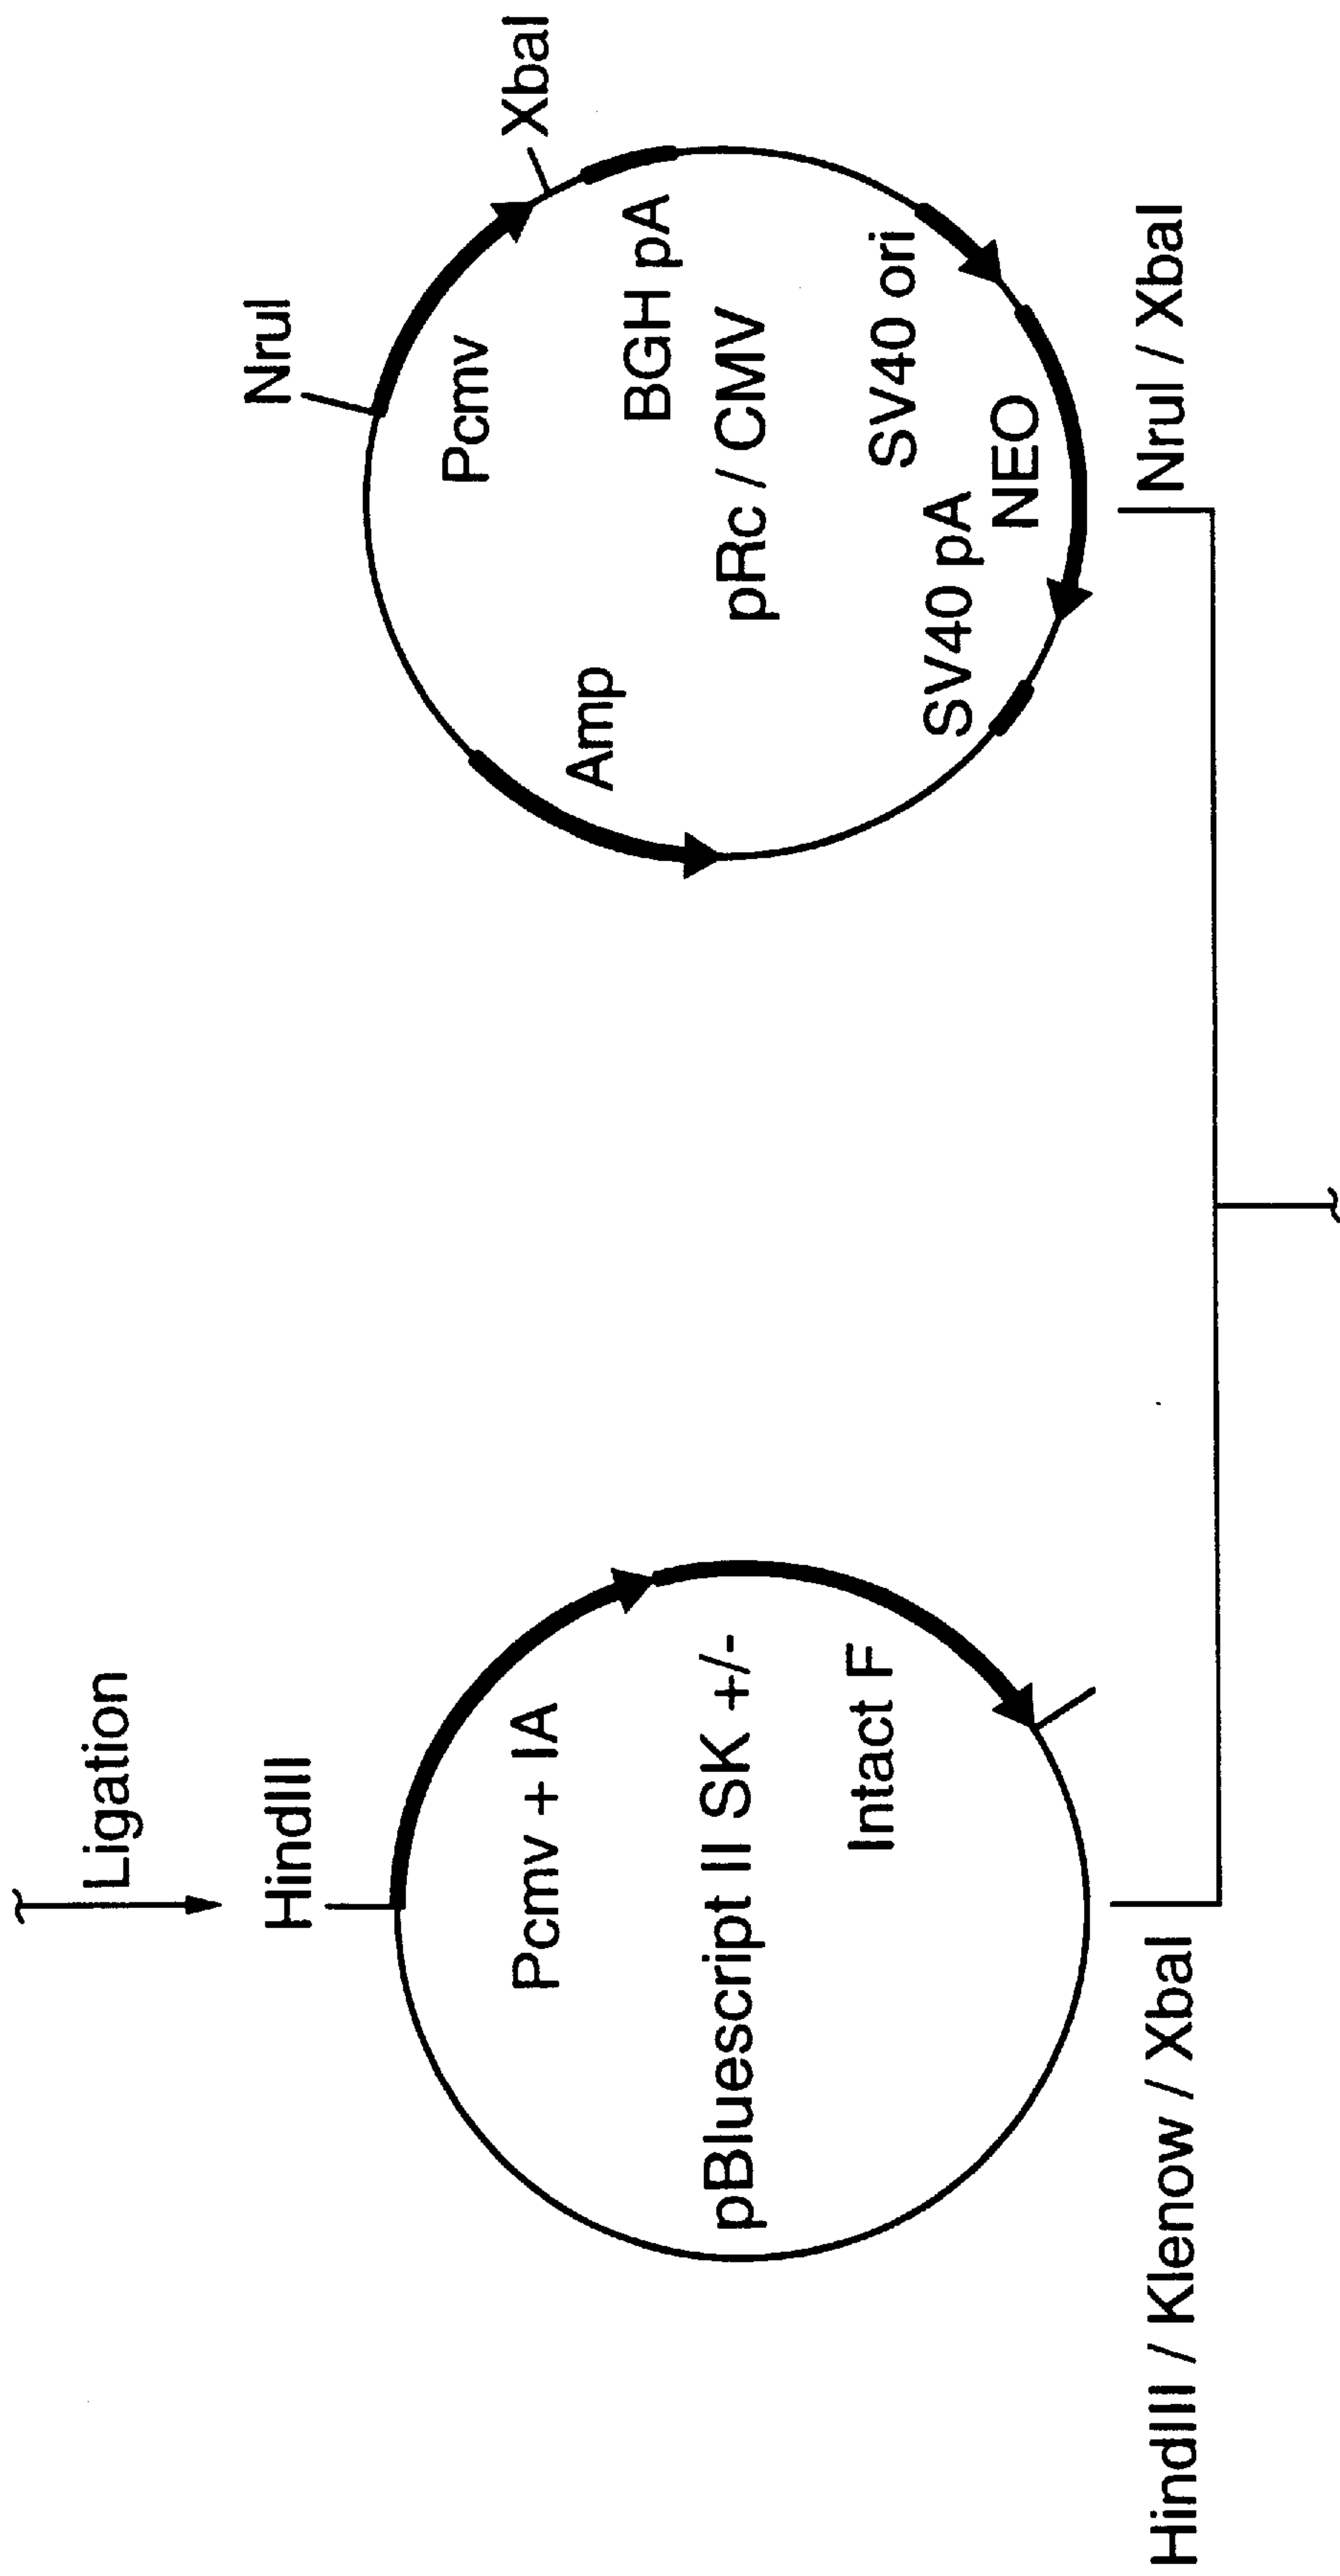 Ligation
HindIII
Pcmv + IA
pBluescript II SK +/-
Intact F
HindIII / Klenow / XbaI
NruI
XbaI
Pcmv
BGH pA
Amp
pRc / CMV
SV40 ori
SV40 pA
NEO
NruI / XbaI